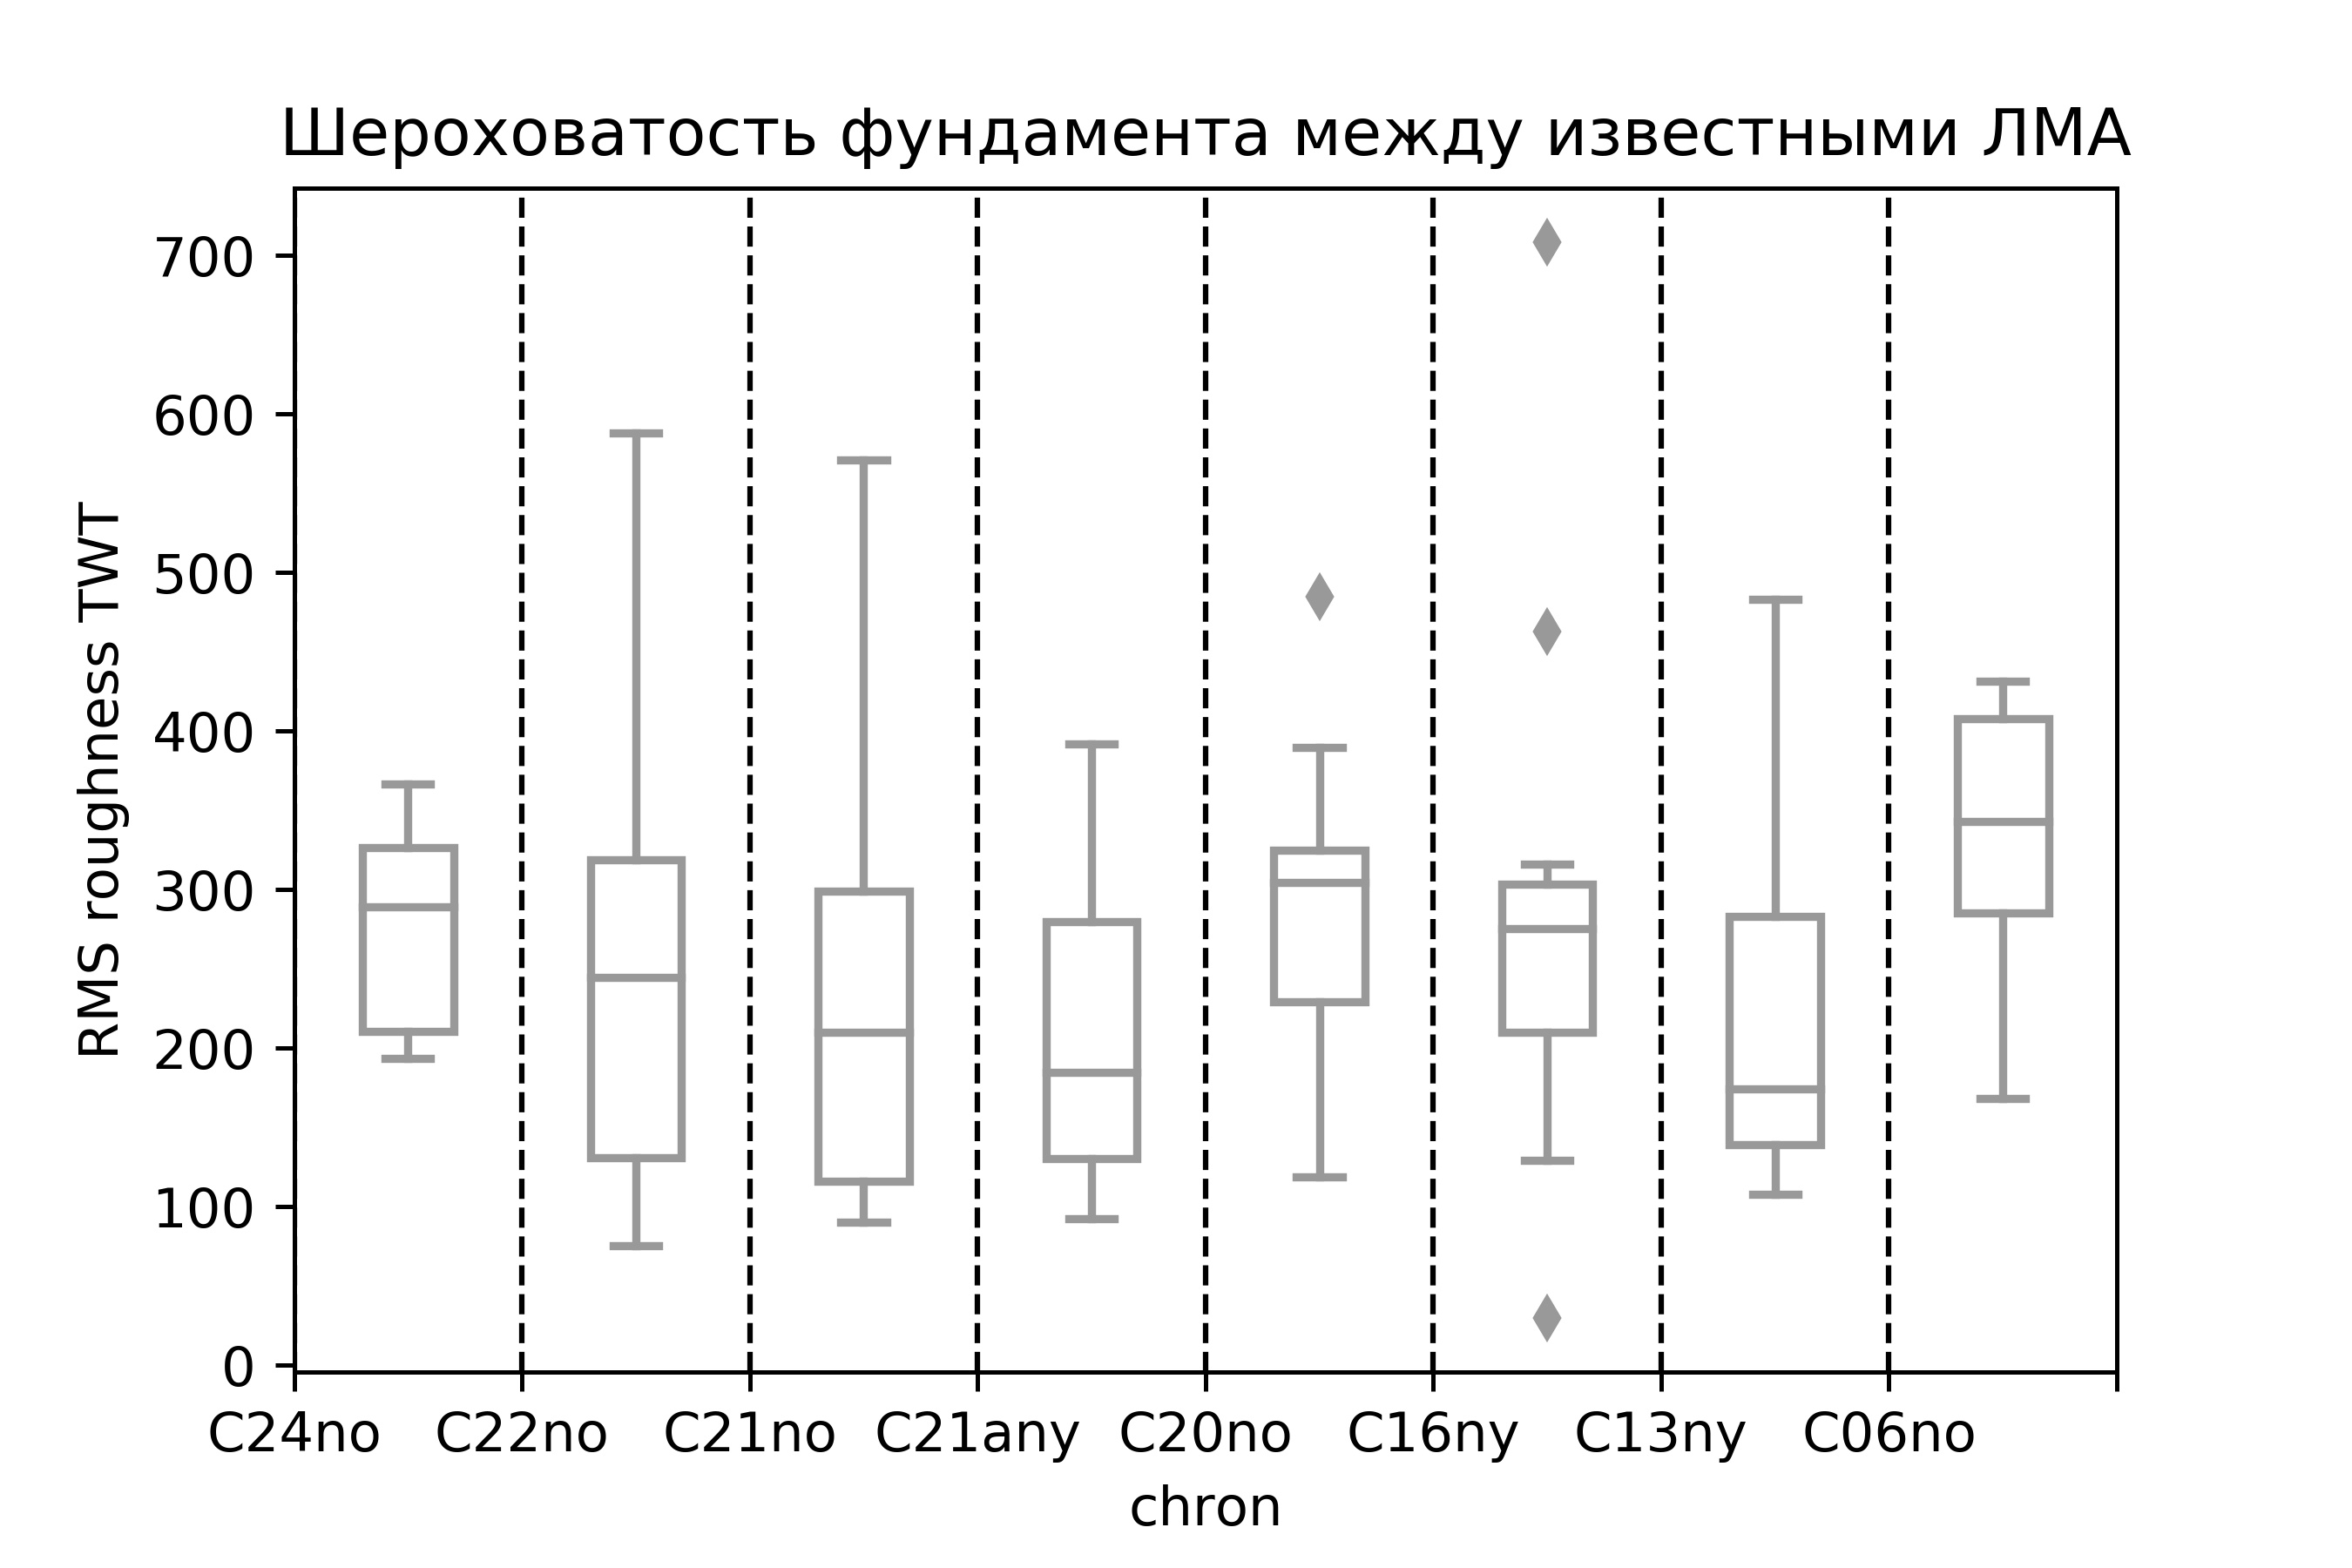 Шероховатость фундамента между известными ЛМА
RMS roughness TWT
700
600
500
400
300
200
100
0
C24no C22no C21no C21any C20no C16ny C13ny C06no
chron